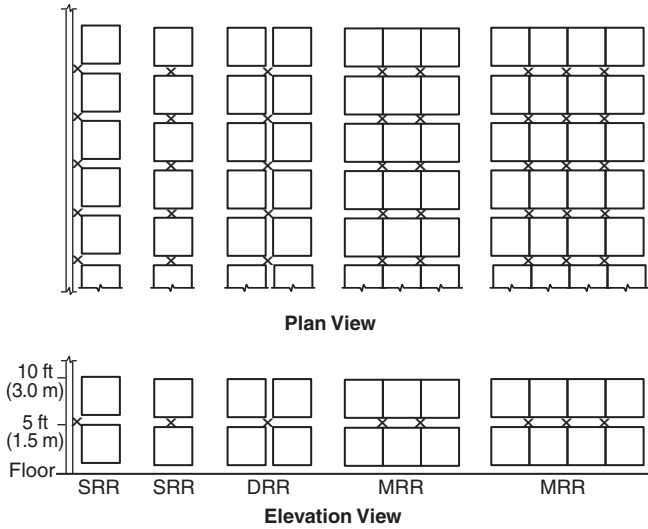 Plan View
10 ft
(3.0 m)
5 ft
(1.5 m)
Floor
SRR SRR DRR MRR MRR
Elevation View